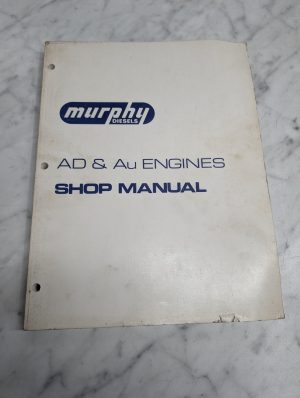 murphy
DIESELS
AD & Au ENGINES
SHOP MANUAL